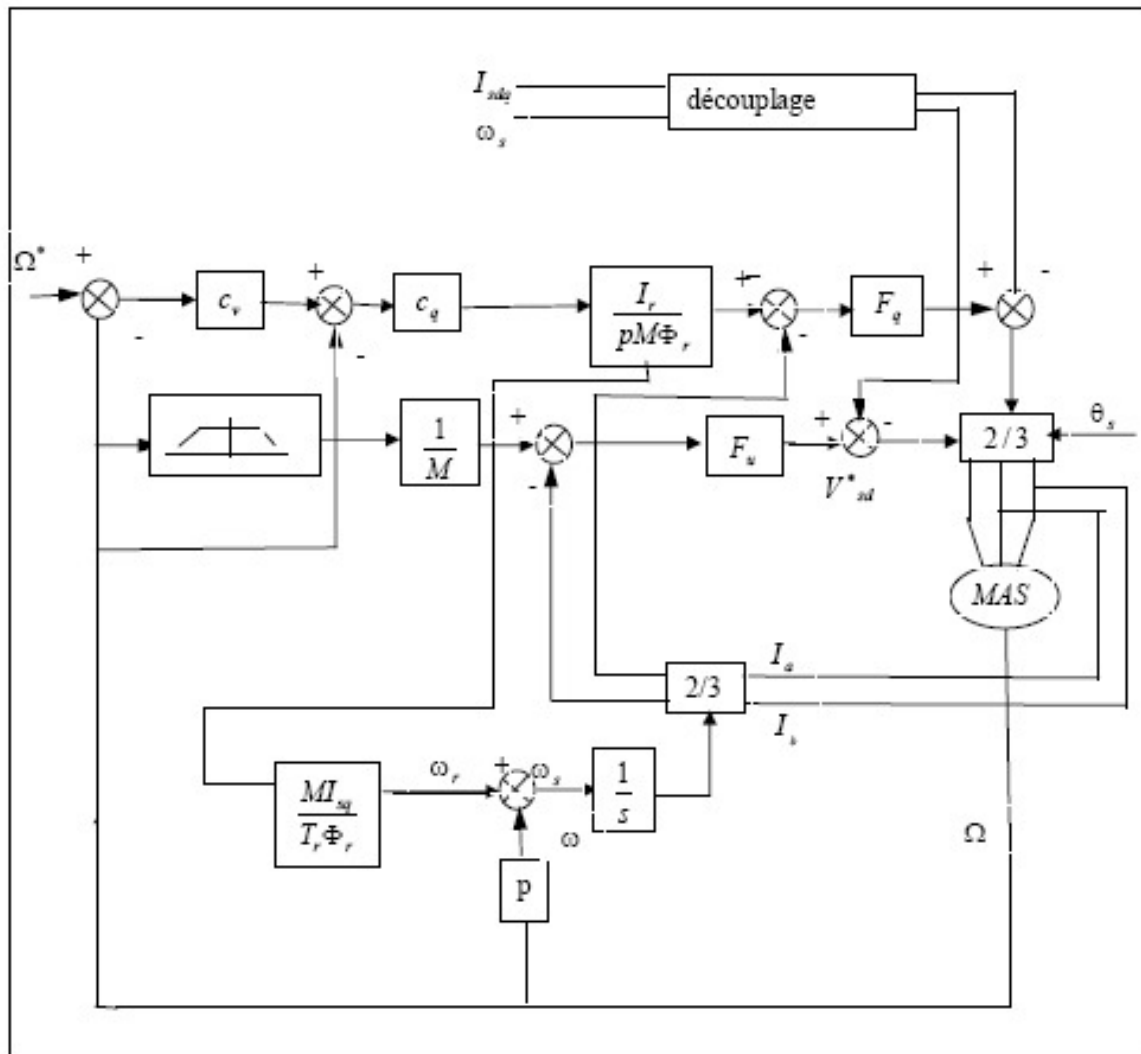 I_sdq
ω_s
découplage
Ω*
+
-
c_v
+
-
c_q
I_r / pMΦ_r
+-
-
-
F_q
+
-
1 / M
+
-
F_u
+
-
V*_sd
2/3
θ_s
MAS
2/3
I_a
I_b
MI_sq / T_rΦ_r
ω_r
+
ω_s
1 / s
ω
p
Ω